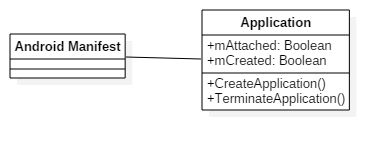 Application
Android Manifest
+mAttached: Boolean
+mCreated: Boolean
+CreateApplication()
+TerminateApplication()